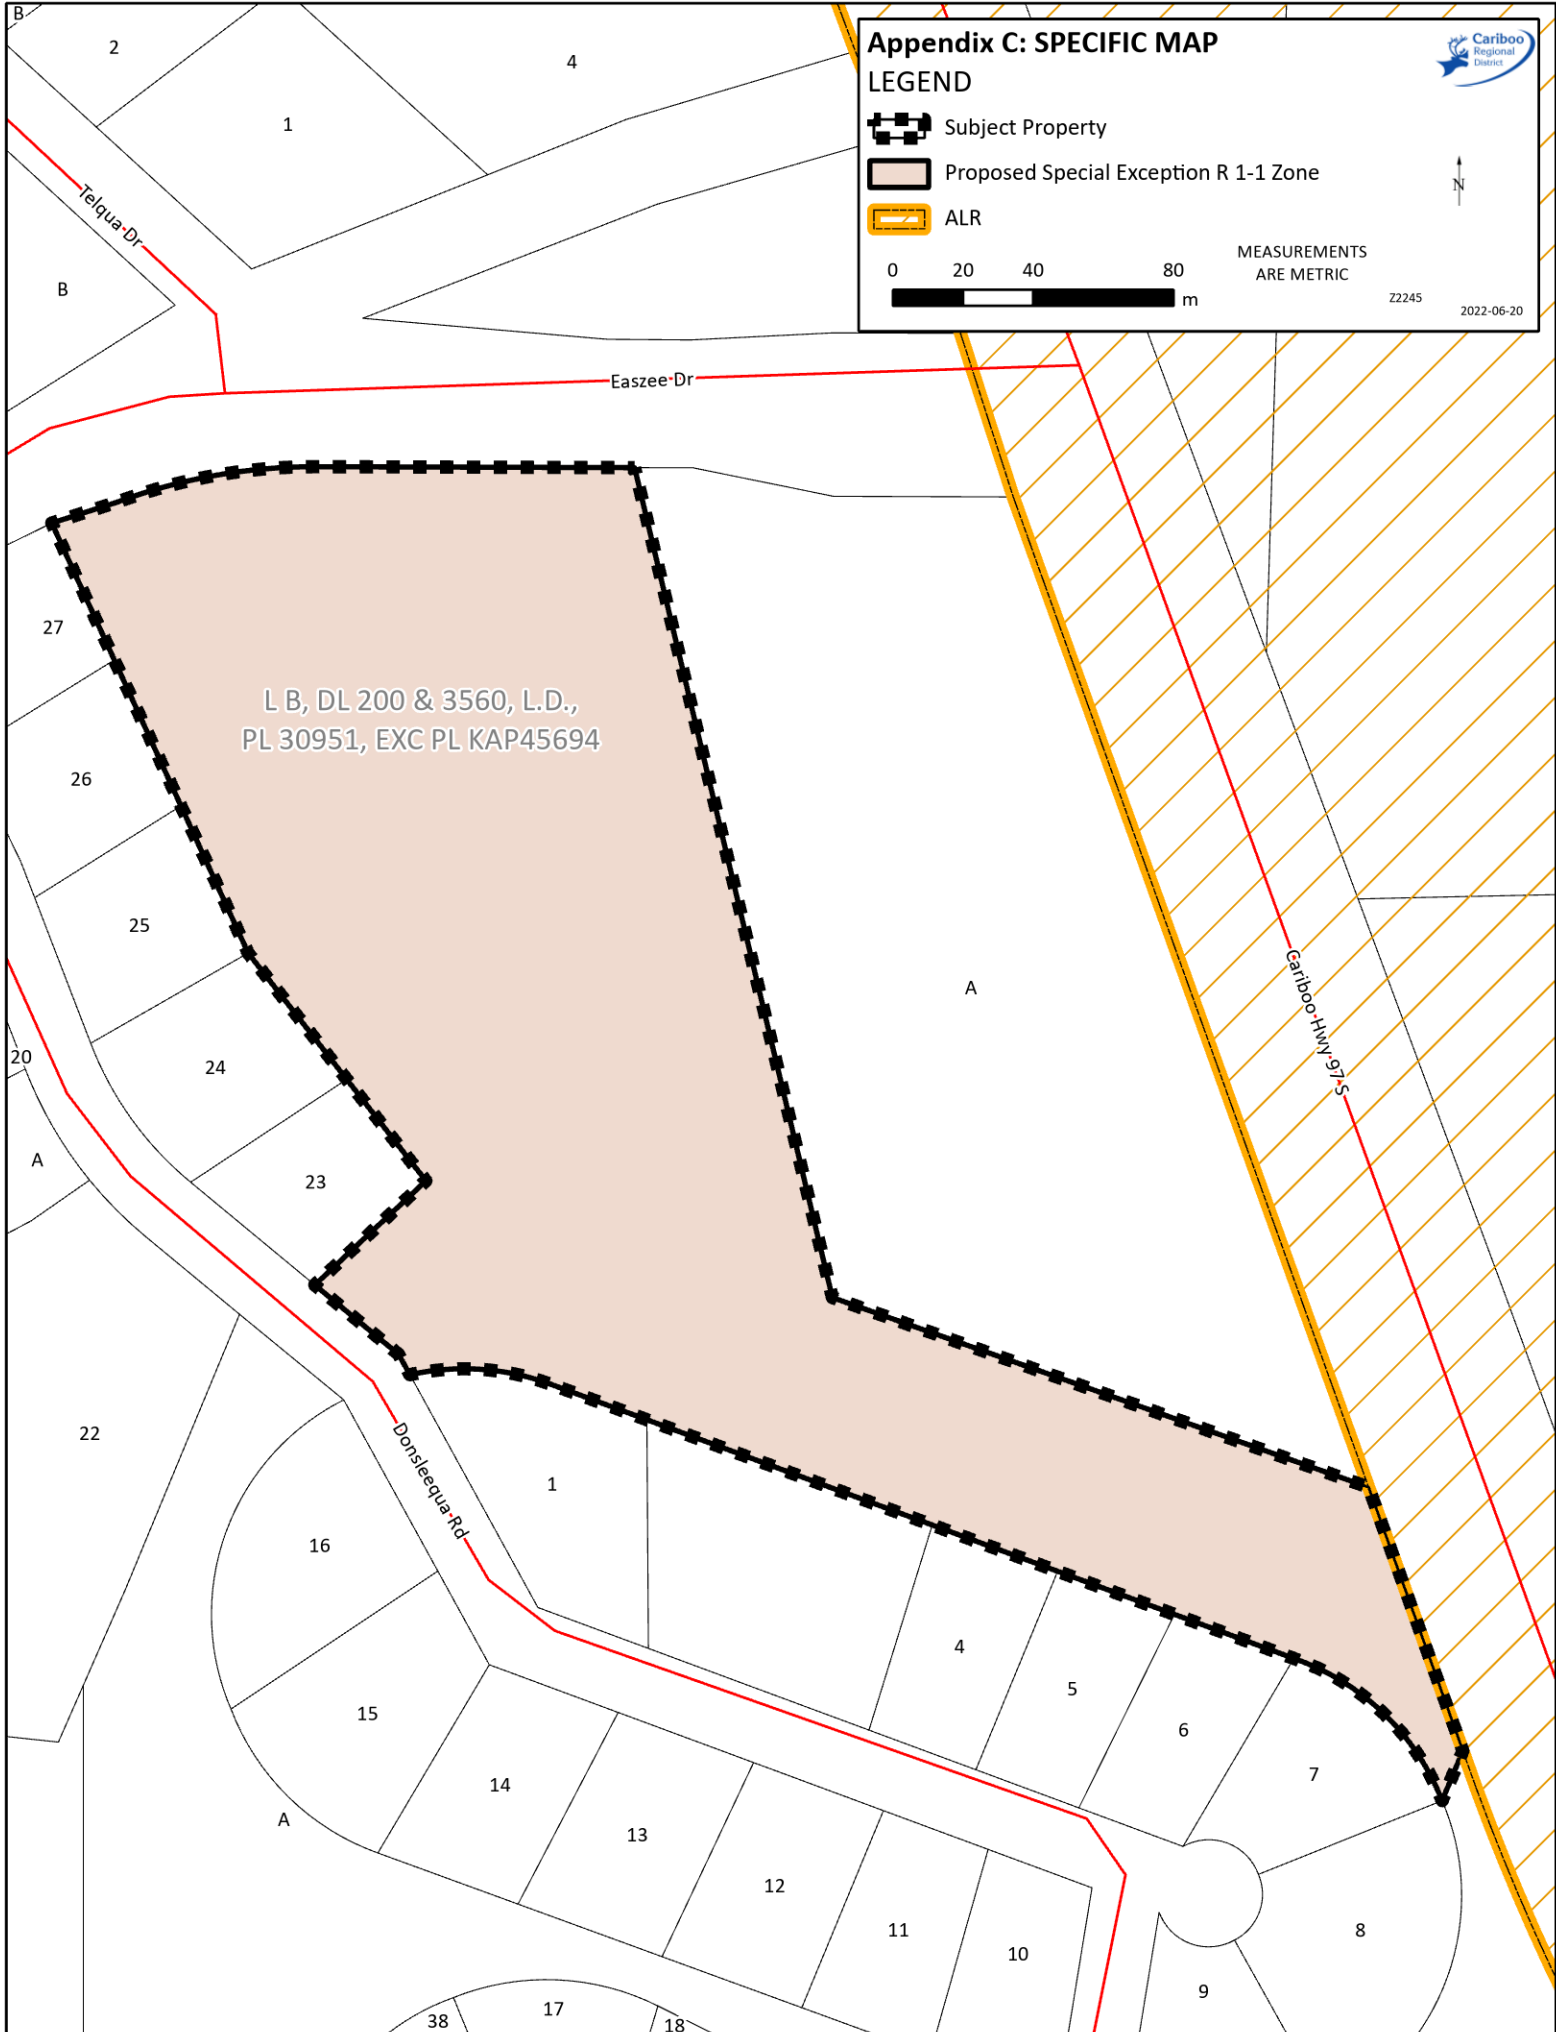 B
2
1
4
Appendix C: SPECIFIC MAP
Cariboo
Regional
District
LEGEND
Subject Property
Proposed Special Exception R 1-1 Zone
N
ALR
MEASUREMENTS
ARE METRIC
0 20 40 80
m
Z2245
2022-06-20
Telqua Dr
B
Easzee Dr
27
L B, DL 200 & 3560, L.D.,
PL 30951, EXC PL KAP45694
26
25
A
Cariboo Hwy 97 S
20
24
A
23
22
Donsleequa Rd
1
16
4
5
15
6
7
14
A
13
12
11
10
8
9
17
38
18